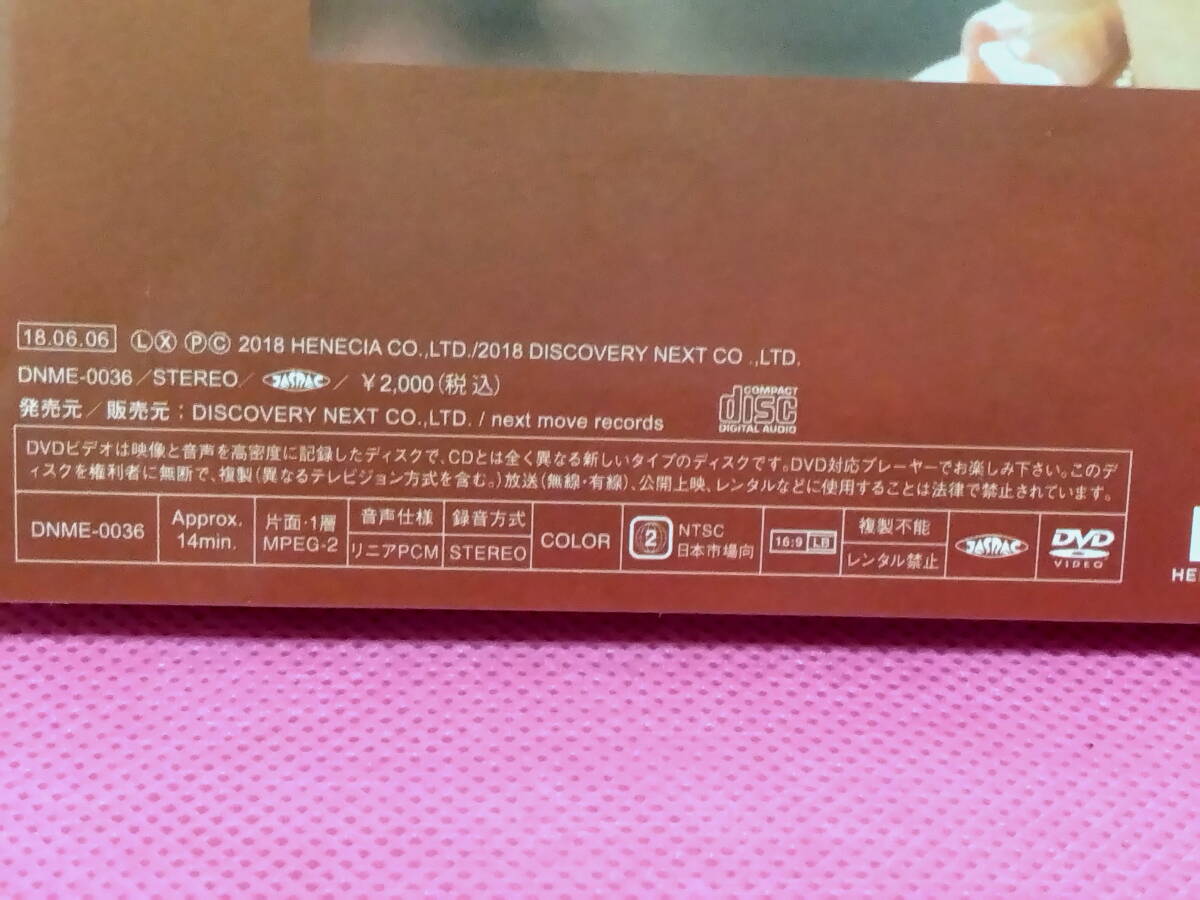 18.06.06 ⓁⓍ ⓅⒸ 2018 HENECIA CO.,LTD./2018 DISCOVERY NEXT CO .,LTD.
DNME-0036/STEREO/ JASRAC / ¥2,000(税込)
発売元/販売元:DISCOVERY NEXT CO.,LTD. / next move records
COMPACT disc DIGITAL AUDIO
DVDビデオは映像と音声を高密度に記録したディスクで、CDとは全く異なる新しいタイプのディスクです。DVD対応プレーヤーでお楽しみ下さい。このデ
ィスクを権利者に無断で、複製(異なるテレビジョン方式を含む。)放送(無線・有線)、公開上映、レンタルなどに使用することは法律で禁止されています。
DNME-0036
Approx.
14min.
片面・1層
MPEG-2
音声仕様
リニアPCM
録音方式
STEREO
COLOR
2
NTSC
日本市場向
16:9 LB
複製不能
レンタル禁止
JASRAC
DVD
VIDEO
HE